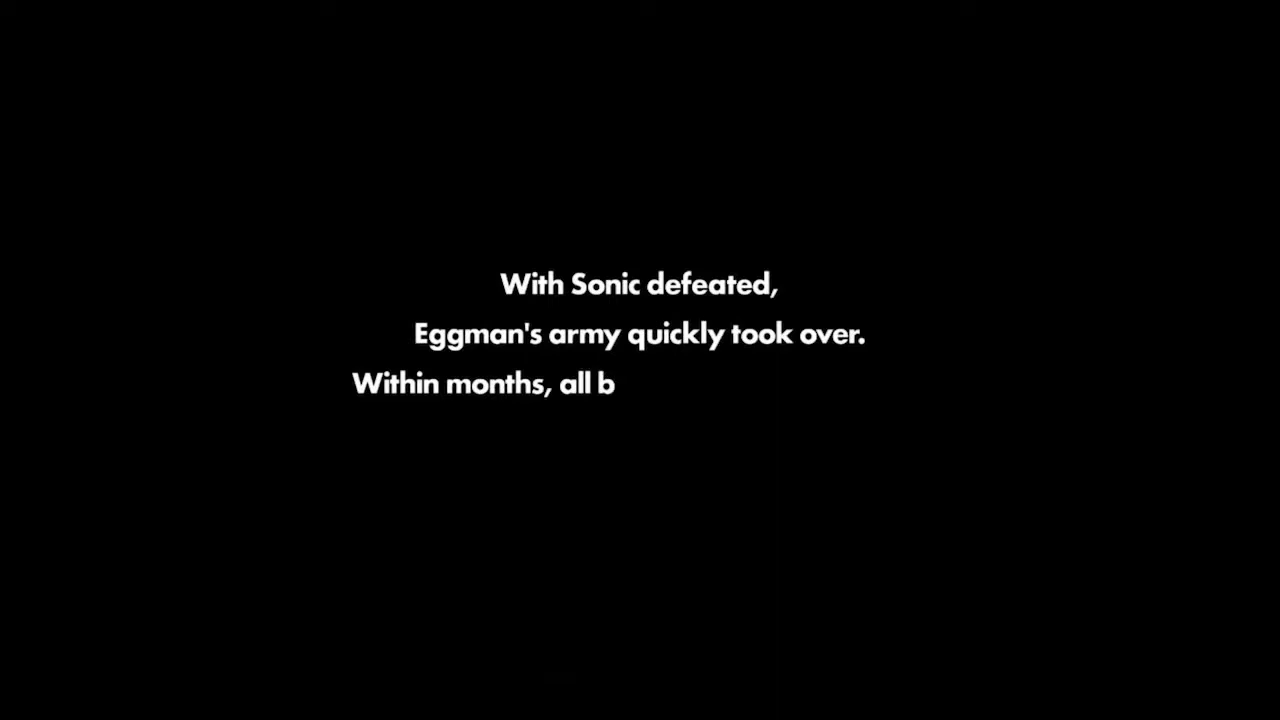 With Sonic defeated,
Eggman's army quickly took over.
Within months, all b